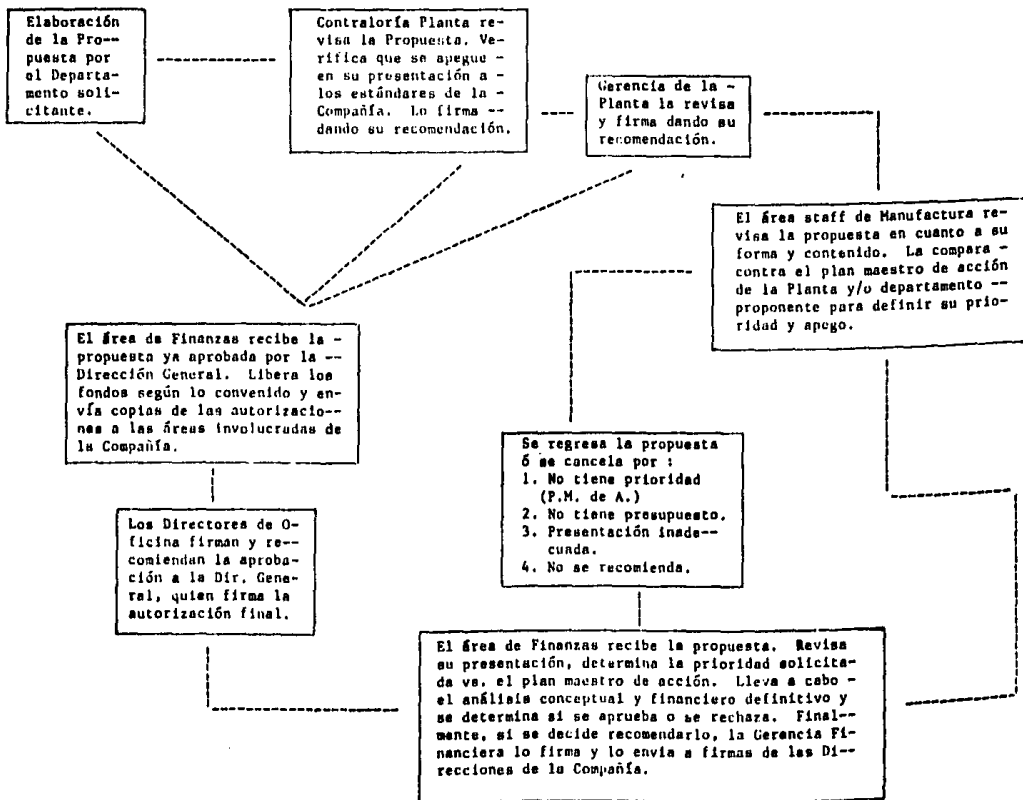 Elaboración
de la Pro--
puesta por
el Departa-
mento soli-
citante.
Contraloría Planta re-
visa la Propuesta. Ve-
rifica que se apegue -
en su presentación a -
los estándares de la -
Compañía. Lo firma --
dando su recomendación.
Gerencia de la -
Planta la revisa
y firma dando su
recomendación.
El área staff de Manufactura re-
visa la propuesta en cuanto a su
forma y contenido. La compara -
contra el plan maestro de acción
de la Planta y/o departamento --
proponente para definir su prio-
ridad y apego.
El área de Finanzas recibe la -
propuesta ya aprobada por la --
Dirección General. Libera los
fondos según lo convenido y en-
vía copias de las autorizacio--
nes a las áreas involucradas de
la Compañía.
Se regresa la propuesta
ó se cancela por :
1. No tiene prioridad
(P.M. de A.)
2. No tiene presupuesto.
3. Presentación inade--
cuada.
4. No se recomienda.
Los Directores de O-
ficina firman y re--
comiendan la aproba-
ción a la Dir. Gene-
ral, quien firma la
autorización final.
El área de Finanzas recibe la propuesta. Revisa
su presentación, determina la prioridad solicita-
da vs. el plan maestro de acción. Lleva a cabo -
el análisis conceptual y financiero definitivo y
se determina si se aprueba o se rechaza. Final--
mente, si se decide recomendarlo, la Gerencia Fi-
nanciera lo firma y lo envia a firmas de las Di--
recciones de la Compañía.